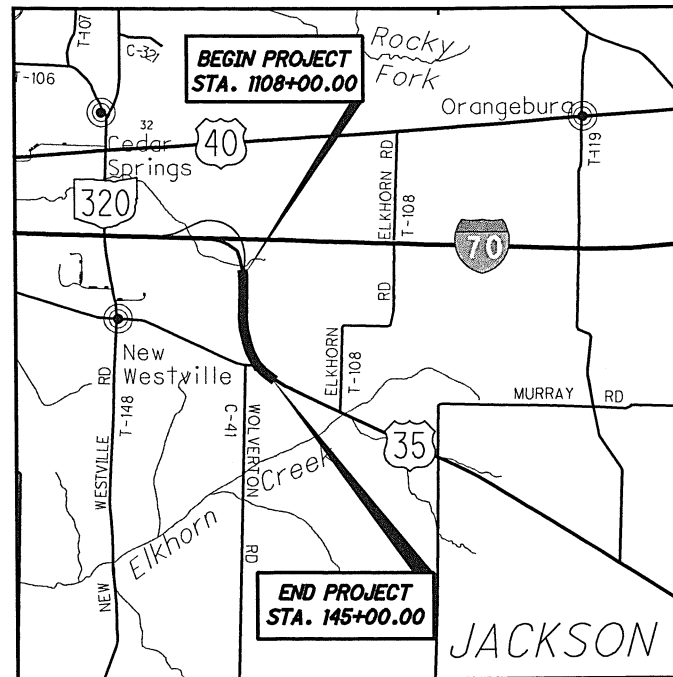 T-107
C-321
T-106
BEGIN PROJECT
STA. 1108+00.00
Rocky
Fork
Orangeburg
32
Cedar
Springs
40
320
ELKHORN RD
T-108
T-119
70
New
Westville
ELKHORN RD
T-108
MURRAY RD
NEW WESTVILLE RD
T-148
C-41
WOLVERTON RD
35
Elkhorn Creek
END PROJECT
STA. 145+00.00
JACKSON